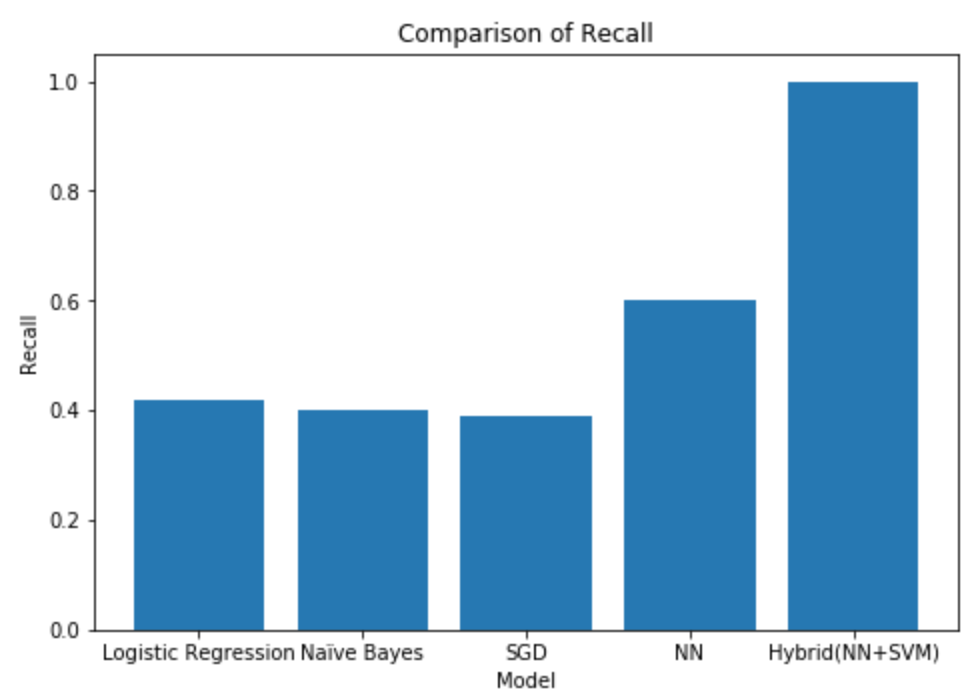 Comparison of Recall
1.0
0.8
0.6
0.4
0.2
0.0
Recall
Logistic Regression Naïve Bayes SGD NN Hybrid(NN+SVM)
Model